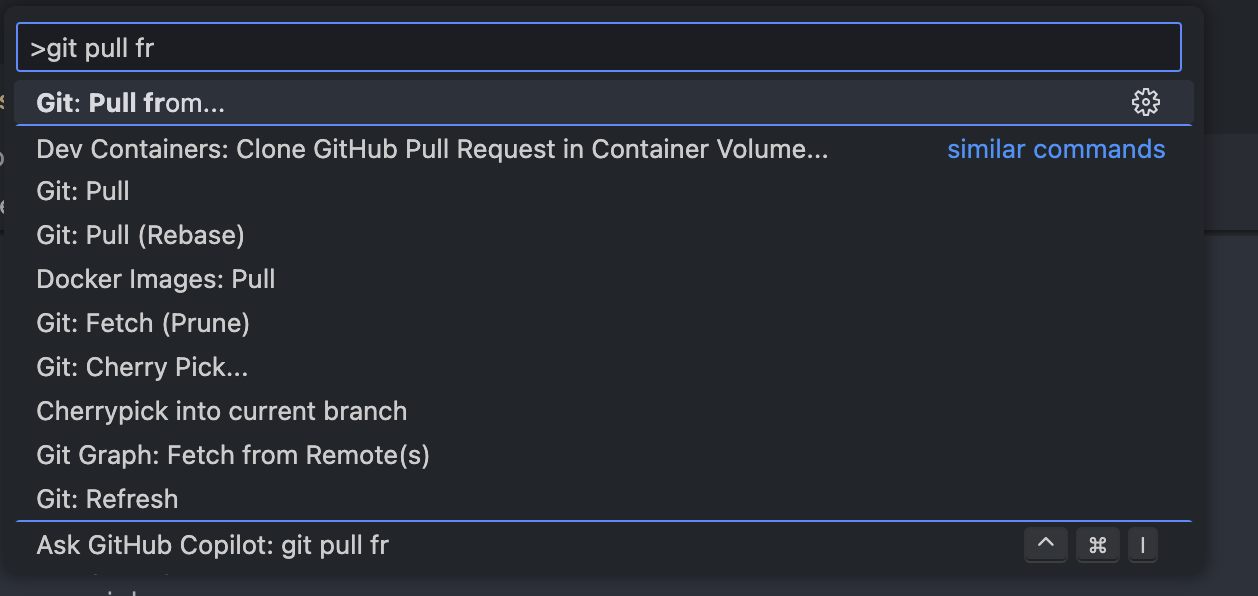 >git pull fr
Git: Pull from...
Dev Containers: Clone GitHub Pull Request in Container Volume... similar commands
Git: Pull
Git: Pull (Rebase)
Docker Images: Pull
Git: Fetch (Prune)
Git: Cherry Pick...
Cherrypick into current branch
Git Graph: Fetch from Remote(s)
Git: Refresh
Ask GitHub Copilot: git pull fr ⌃ ⌘ I